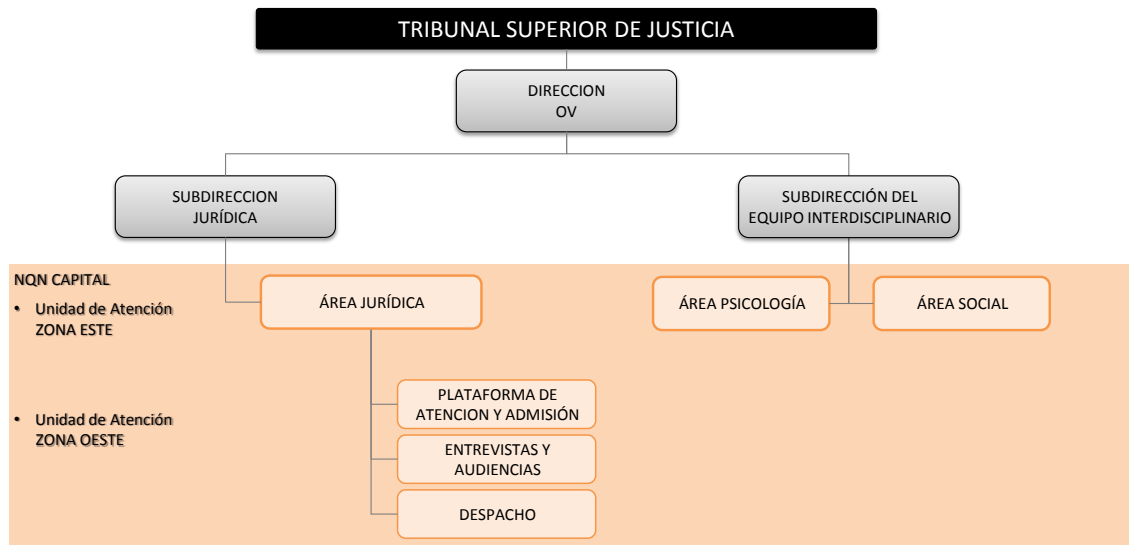 TRIBUNAL SUPERIOR DE JUSTICIA
DIRECCION
OV
SUBDIRECCION
JURÍDICA
SUBDIRECCIÓN DEL
EQUIPO INTERDISCIPLINARIO
NQN CAPITAL
• Unidad de Atención
ZONA ESTE
• Unidad de Atención
ZONA OESTE
ÁREA JURÍDICA
ÁREA PSICOLOGÍA
ÁREA SOCIAL
PLATAFORMA DE
ATENCION Y ADMISIÓN
ENTREVISTAS Y
AUDIENCIAS
DESPACHO